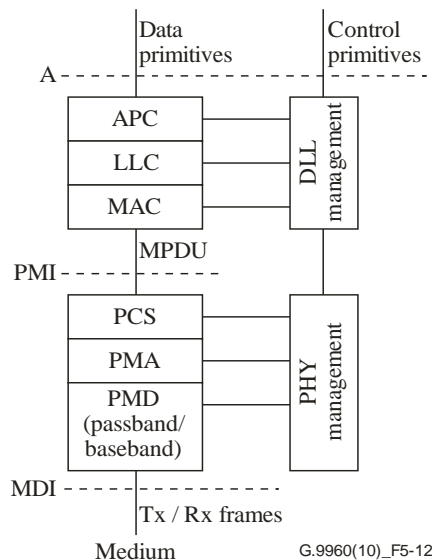 Data
primitives
Control
primitives
A
APC
LLC
MAC
DLL
management
MPDU
PMI
PCS
PMA
PMD
(passband/
baseband)
PHY
management
MDI
Tx / Rx frames
Medium
G.9960(10)_F5-12